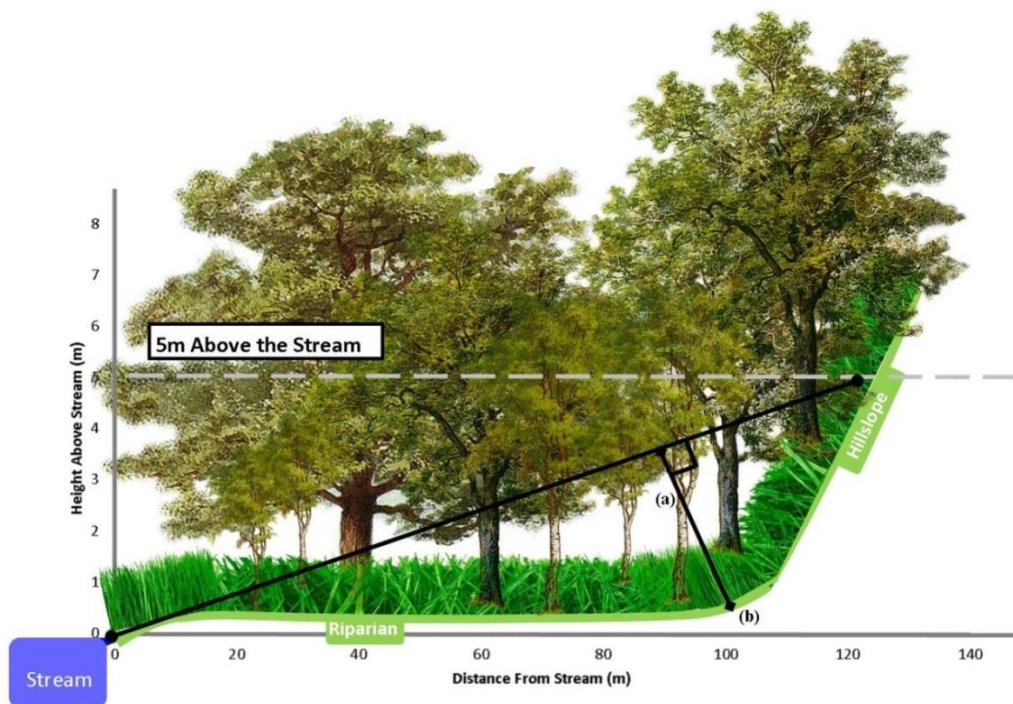 8
7
6
5m Above the Stream
5
4
3
2
1
0
Height Above Stream (m)
Hillslope
(a)
(b)
Riparian
Stream
0 20 40 60 80 100 120 140
Distance From Stream (m)